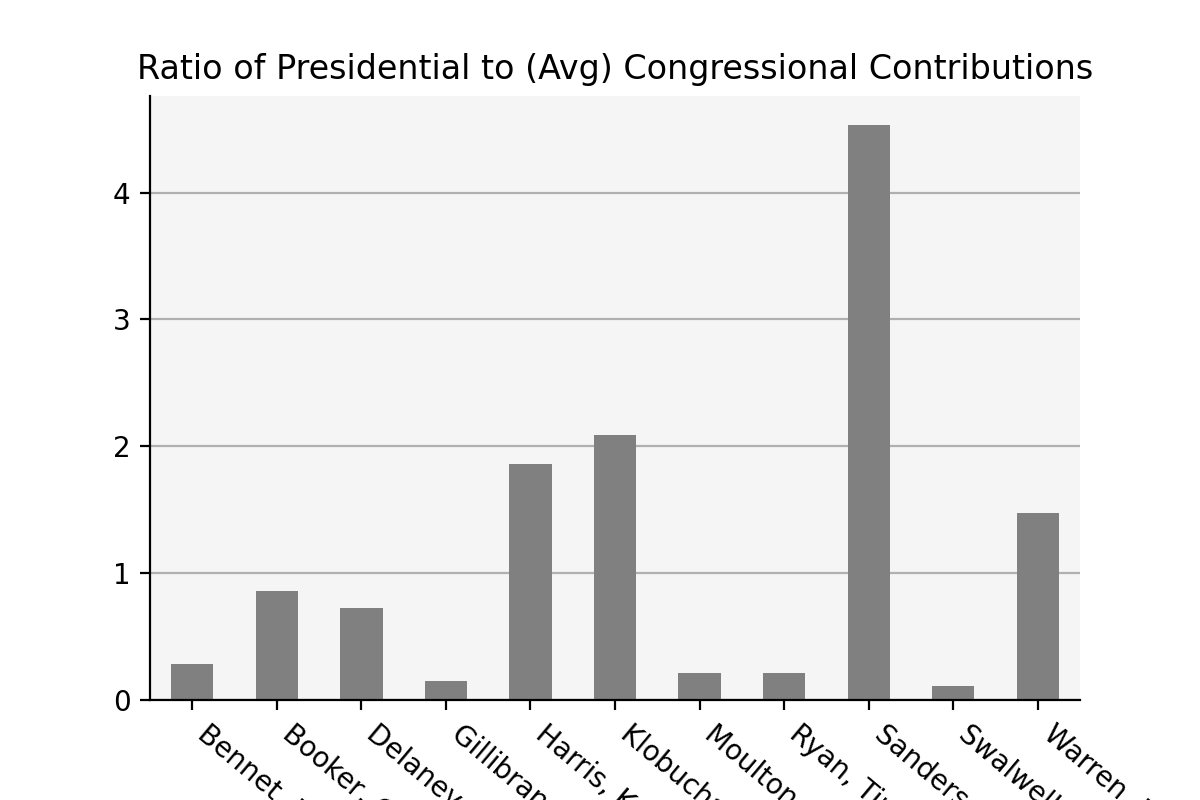 Ratio of Presidential to (Avg) Congressional Contributions
4
3
2
1
0
Bennet,
Booker,
Delaney
Gillibran
Harris, K
Klobuch
Moulton
Ryan, Ti
Sanders
Swalwell
Warren,